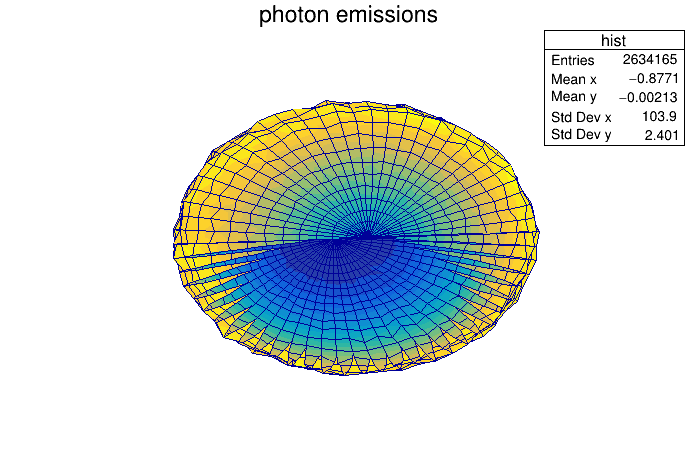 photon emissions
hist
Entries 2634165
Mean x −0.8771
Mean y −0.00213
Std Dev x 103.9
Std Dev y 2.401